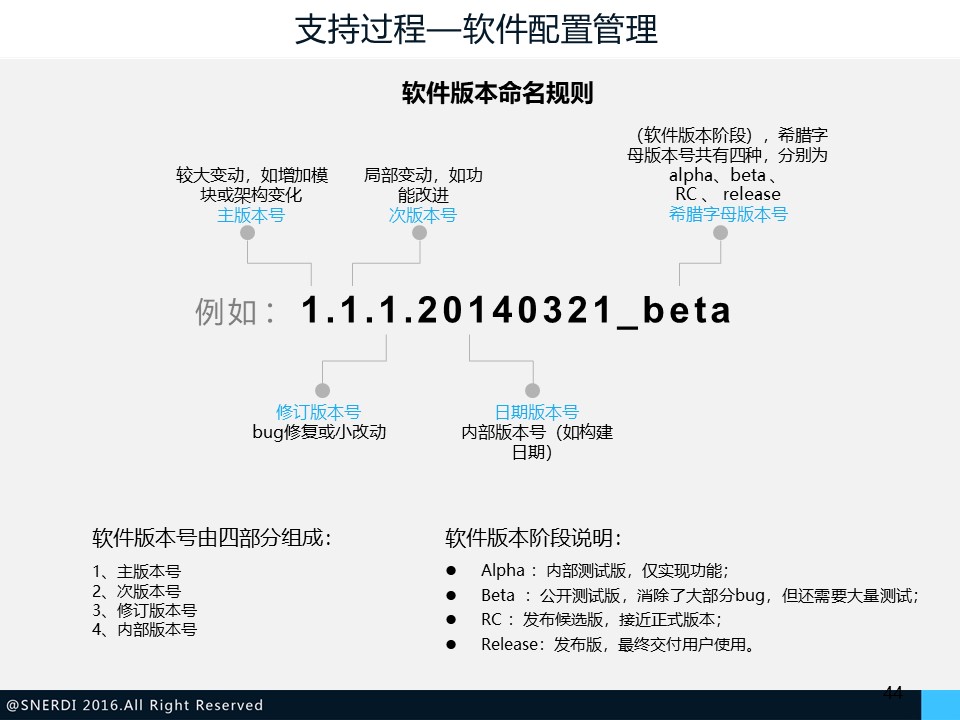 支持过程—软件配置管理
软件版本命名规则
（软件版本阶段），希腊字
母版本号共有四种，分别为
alpha、beta 、
RC 、 release
希腊字母版本号
较大变动，如增加模
块或架构变化
主版本号
局部变动，如功
能改进
次版本号
例如： 1.1.1.20140321_beta
修订版本号
bug修复或小改动
日期版本号
内部版本号（如构建
日期）
软件版本号由四部分组成：
1、主版本号
2、次版本号
3、修订版本号
4、内部版本号
软件版本阶段说明：
● Alpha ：内部测试版，仅实现功能；
● Beta ：公开测试版，消除了大部分bug，但还需要大量测试；
● RC ：发布候选版，接近正式版本；
● Release：发布版，最终交付用户使用。
44
@SNERDI 2016.All Right Reserved